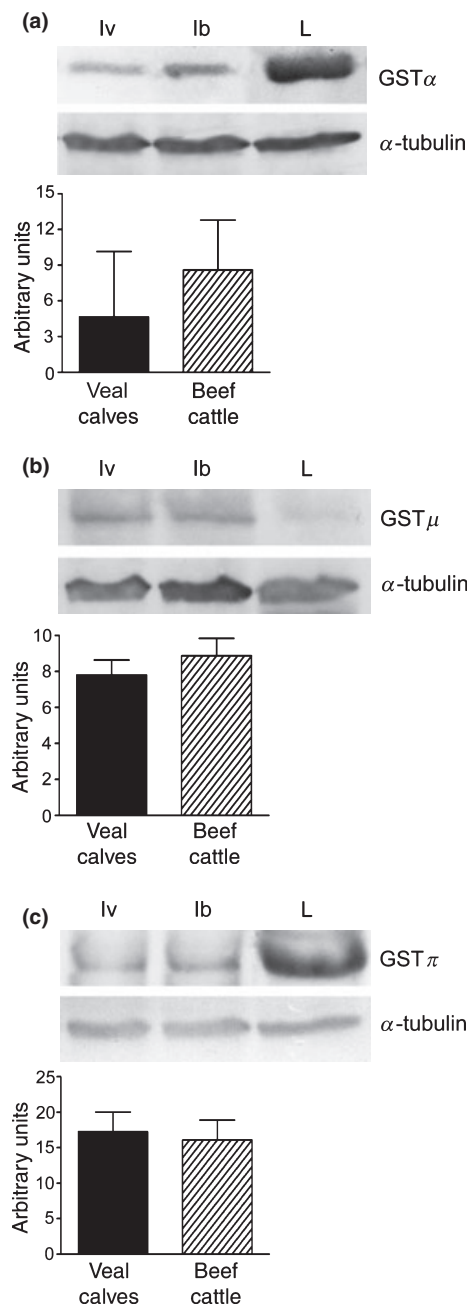 (a)
Iv Ib L
GSTα
α-tubulin
15
12
9
6
3
0
Arbitrary units
Veal calves
Beef cattle
(b)
Iv Ib L
GSTμ
α-tubulin
10
8
6
4
2
0
Arbitrary units
Veal calves
Beef cattle
(c)
Iv Ib L
GSTπ
α-tubulin
25
20
15
10
5
0
Arbitrary units
Veal calves
Beef cattle